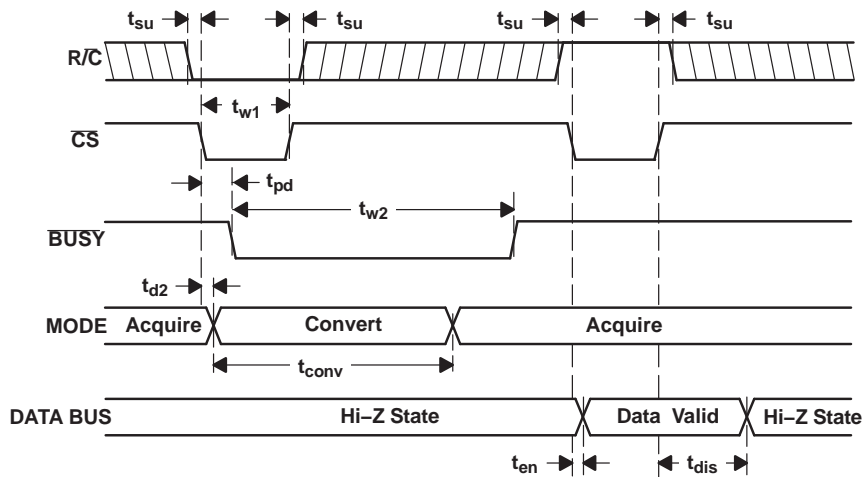 tsu tsu tsu tsu
R/C
tw1
CS
tpd
tw2
BUSY
td2
MODE Acquire Convert Acquire
tconv
DATA BUS Hi–Z State Data Valid Hi–Z State
ten tdis